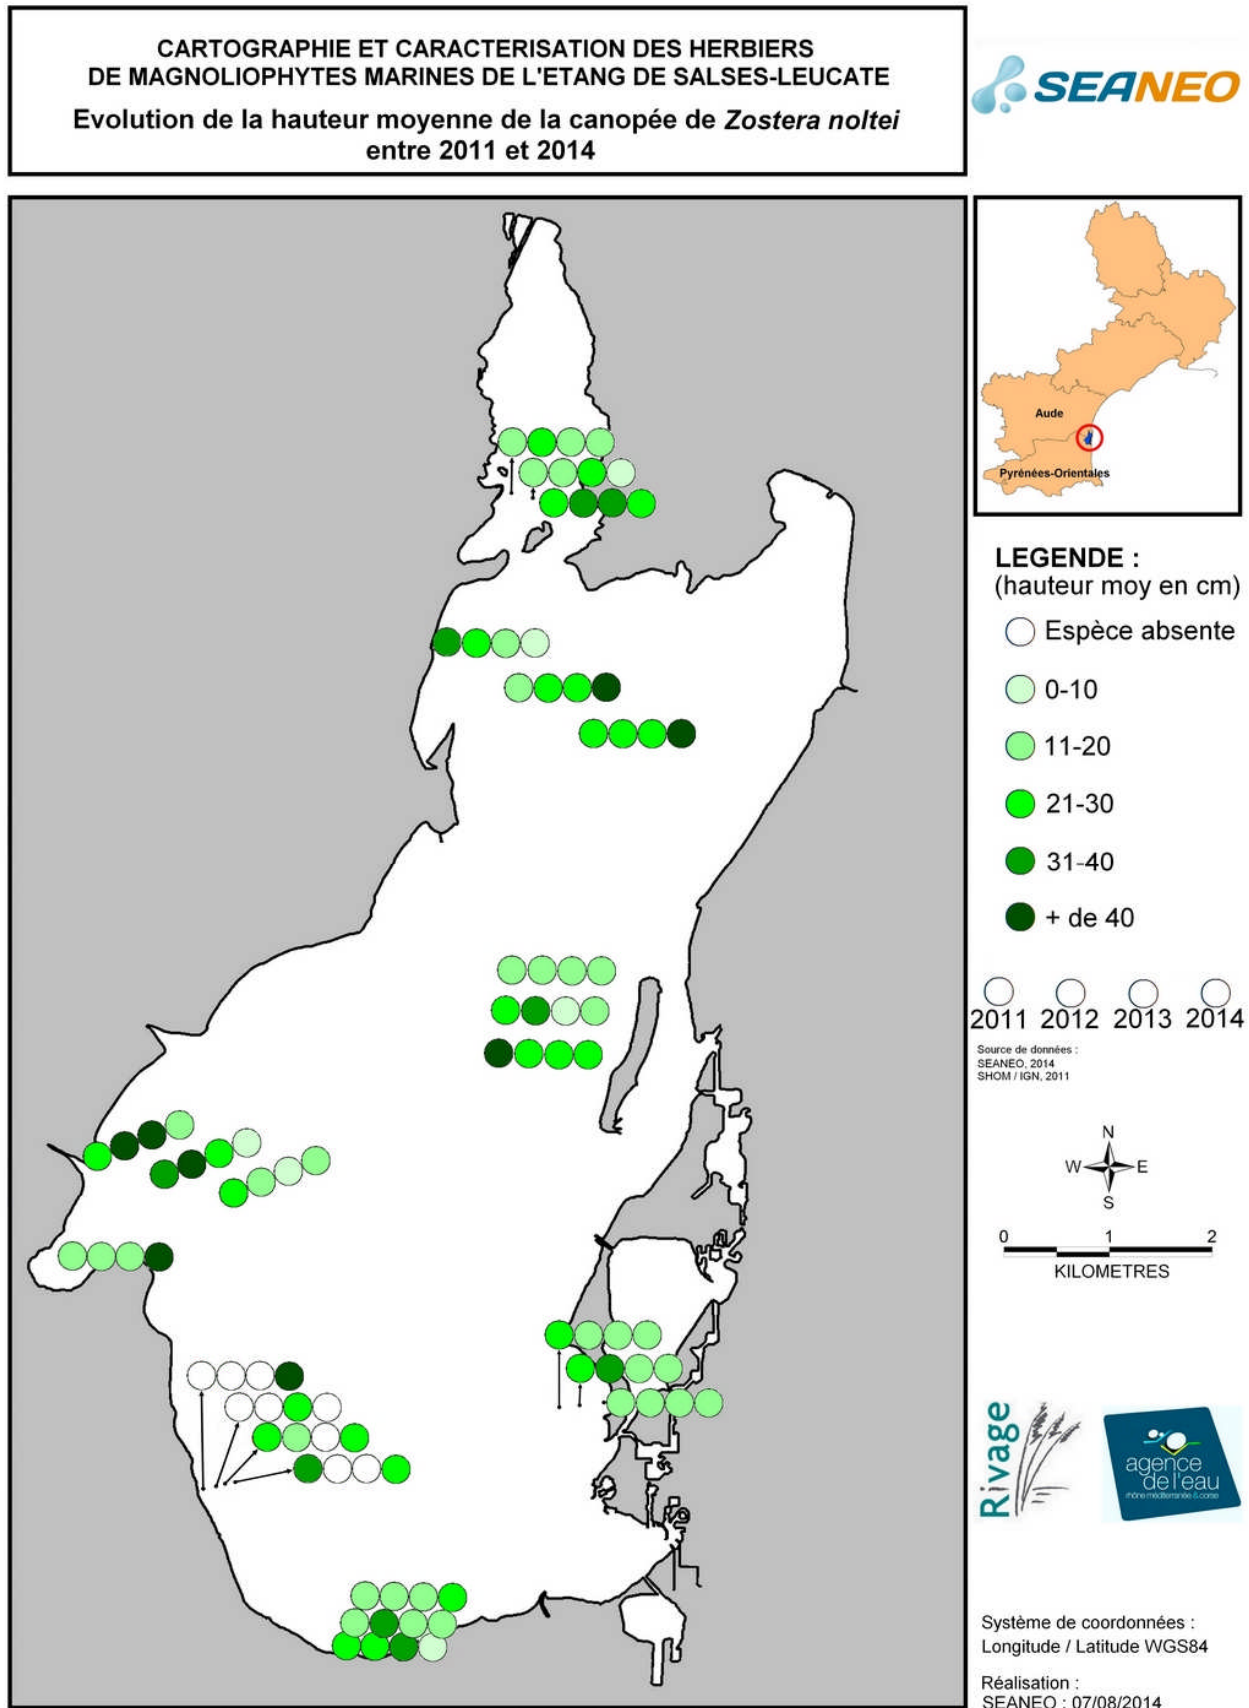 CARTOGRAPHIE ET CARACTERISATION DES HERBIERS
DE MAGNOLIOPHYTES MARINES DE L'ETANG DE SALSES-LEUCATE
Evolution de la hauteur moyenne de la canopée de Zostera noltei
entre 2011 et 2014
SEANEO
Aude
Pyrénées-Orientales
LEGENDE :
(hauteur moy en cm)
Espèce absente
0-10
11-20
21-30
31-40
+ de 40
2011 2012 2013 2014
Source de données :
SEANEO, 2014
SHOM / IGN, 2011
N
W E
S
0 1 2
KILOMETRES
Rivage
agence
de l'eau
rhône méditerranée & corse
Système de coordonnées :
Longitude / Latitude WGS84
Réalisation :
SEANEO : 07/08/2014